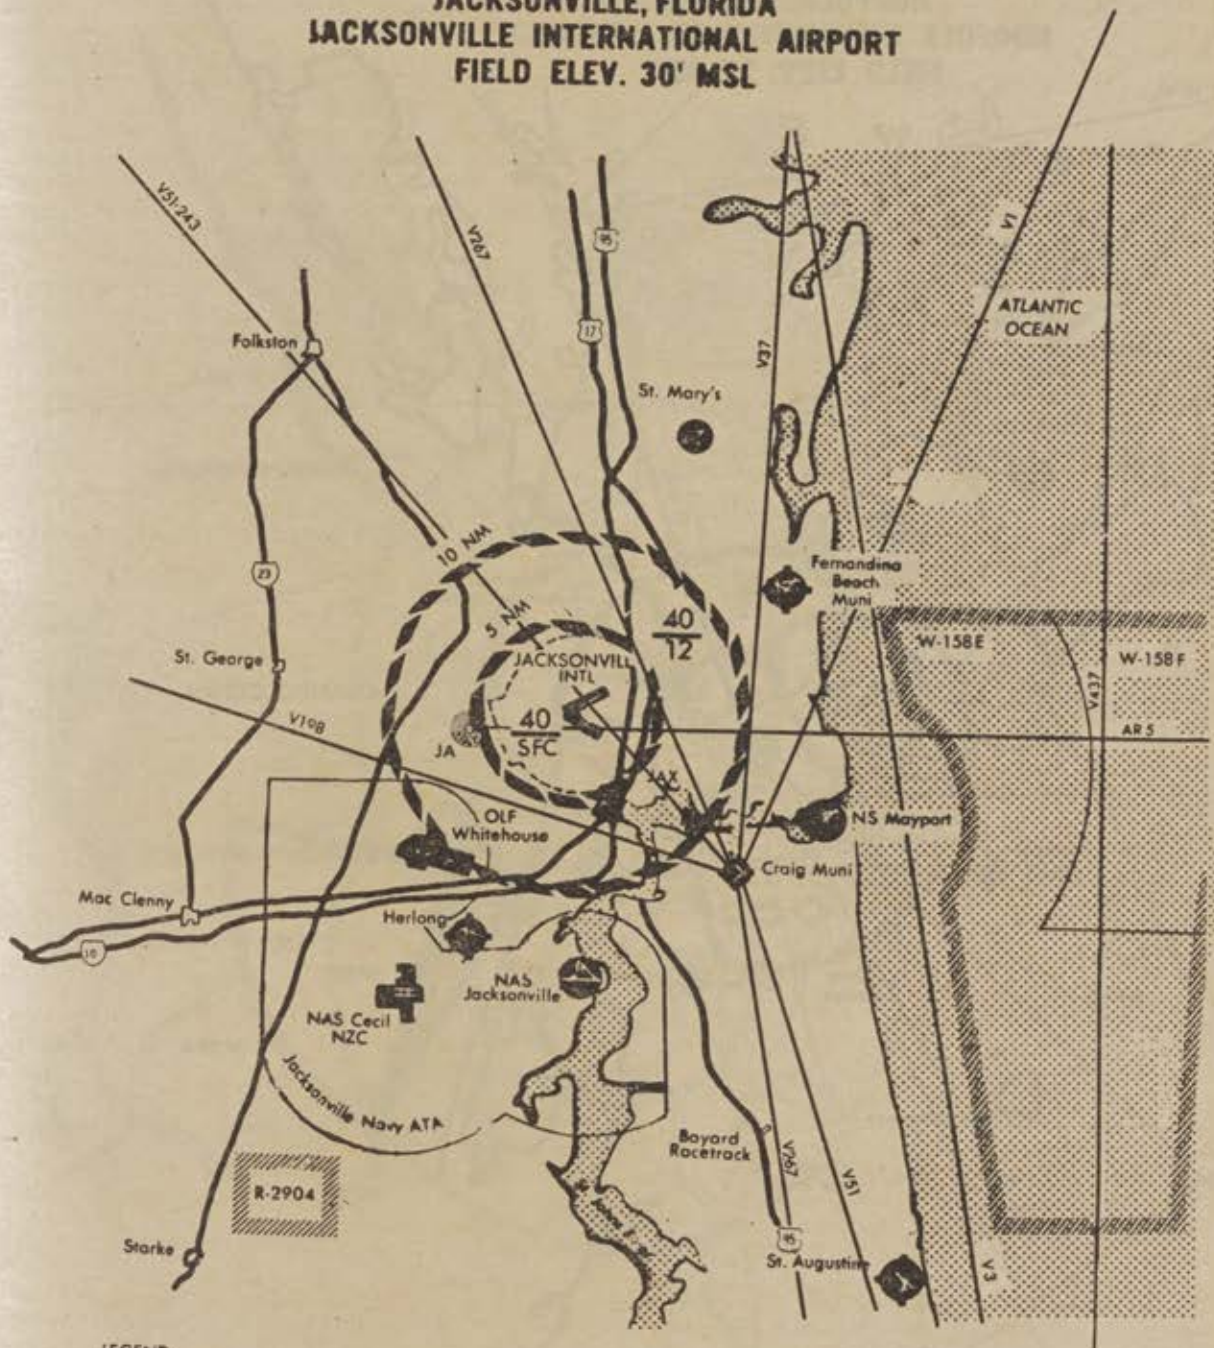 JACKSONVILLE, FLORIDA
JACKSONVILLE INTERNATIONAL AIRPORT
FIELD ELEV. 30' MSL
V51-243
V267
95
V1
ATLANTIC
OCEAN
17
Folkston
V37
St. Mary's
10 NM
23
Fernandina
Beach
Muni
5 NM
40
12
W-158E
W-158F
St. George
JACKSONVILL
INTL
V437
V198
40
SFC
JA
AR 5
JAX
OLF
Whitehouse
NS Mayport
Craig Muni
Mac Clenny
Herlong
10
NAS
Jacksonville
NAS Cecil
NZC
Jacksonville Navy ATA
Bayard
Racetrack
V267
V51
R-2904
St. Johns
95
Starke
St. Augustine
V3
LEGEND